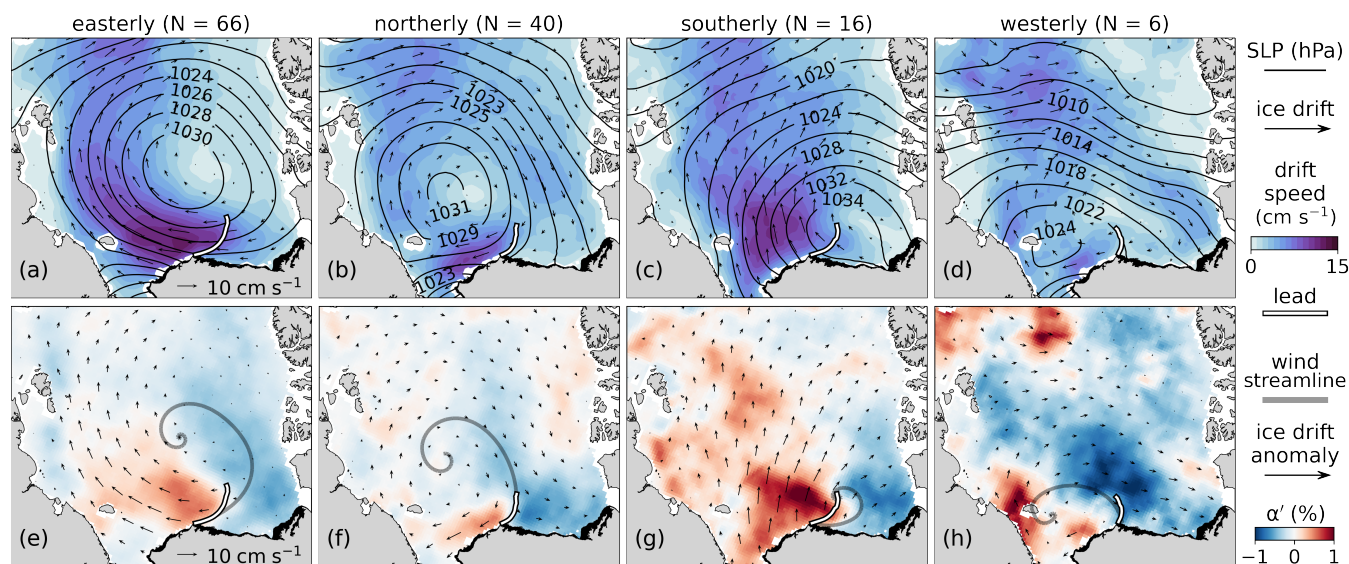 easterly (N = 66)
northerly (N = 40)
southerly (N = 16)
westerly (N = 6)
1024
1026
1028
1030
(a)
10 cm s⁻¹
1023
1025
1031
1029
1023
(b)
1020
1024
1028
1032
1034
(c)
1010
1014
1018
1022
1024
(d)
SLP (hPa)
ice drift
drift
speed
(cm s⁻¹)
0 15
lead
wind
streamline
ice drift
anomaly
α′ (%)
−1 0 1
(e)
10 cm s⁻¹
(f)
(g)
(h)